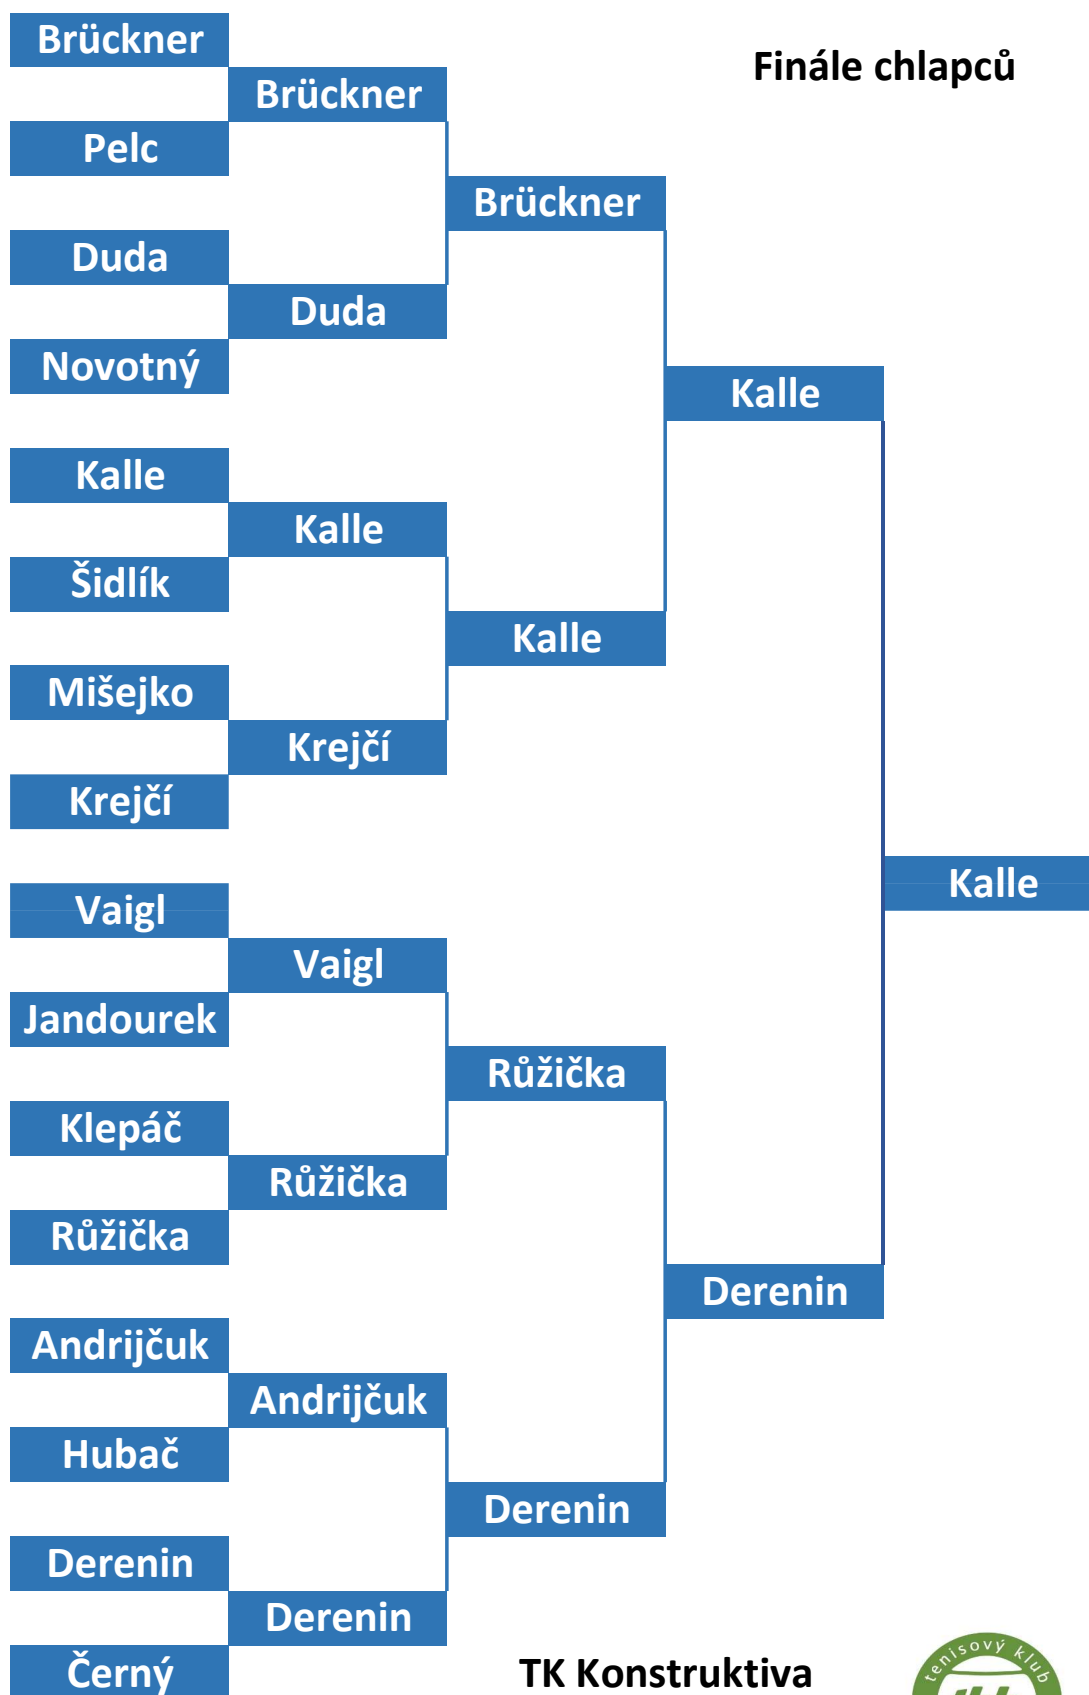 Finále chlapců
Brückner
Brückner
Pelc
Brückner
Duda
Duda
Novotný
Kalle
Kalle
Kalle
Šidlík
Kalle
Mišejko
Krejčí
Krejčí
Kalle
Vaigl
Vaigl
Jandourek
Růžička
Klepáč
Růžička
Růžička
Derenin
Andrijčuk
Andrijčuk
Hubač
Derenin
Derenin
Derenin
Černý
TK Konstruktiva
tenisový klub